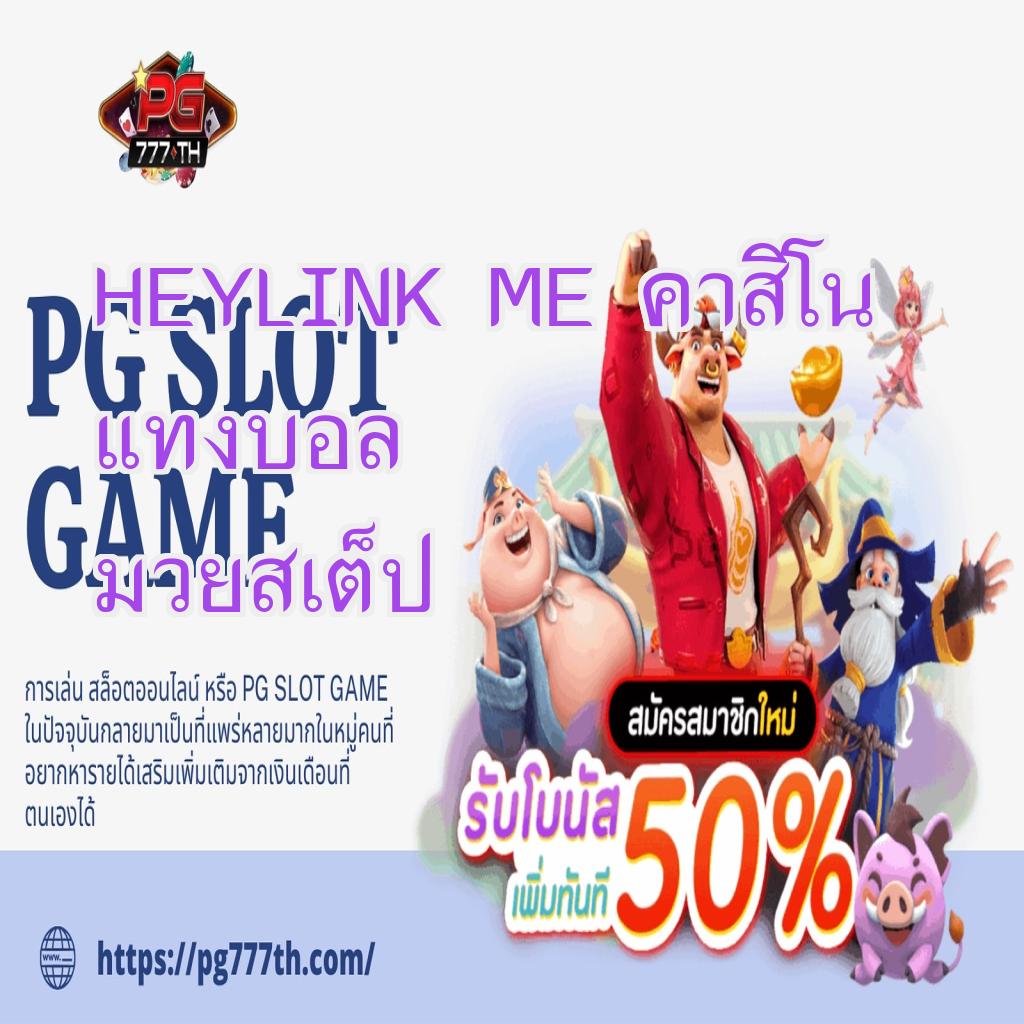 PG
777 TH
HEYLINK ME คาสิโน
PG SLOT
แทงบอล
GAME
มวยสเต็ป
การเล่น สล็อตออนไลน์ หรือ PG SLOT GAME
ในปัจจุบันกลายมาเป็นที่แพร่หลายมากในหมู่คนที่
อยากหารายได้เสริมเพิ่มเติมจากเงินเดือนที่
ตนเองได้
สมัครสมาชิกใหม่
รับโบนัส
เพิ่มทันที
50%
www.
https://pg777th.com/